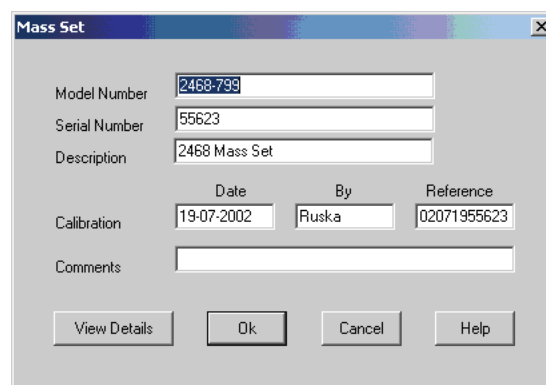 Mass Set
Model Number 2468-799
Serial Number 55623
Description 2468 Mass Set
Date By Reference
Calibration 19-07-2002 Ruska 02071955623
Comments
View Details Ok Cancel Help